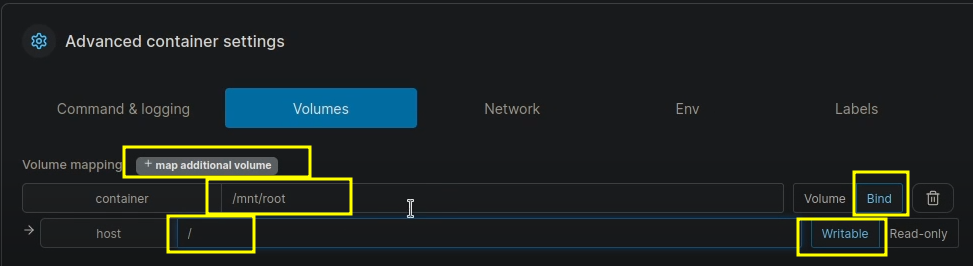 Advanced container settings
Command & logging Volumes Network Env Labels
Volume mapping + map additional volume
container /mnt/root Volume Bind
→ host / Writable Read-only